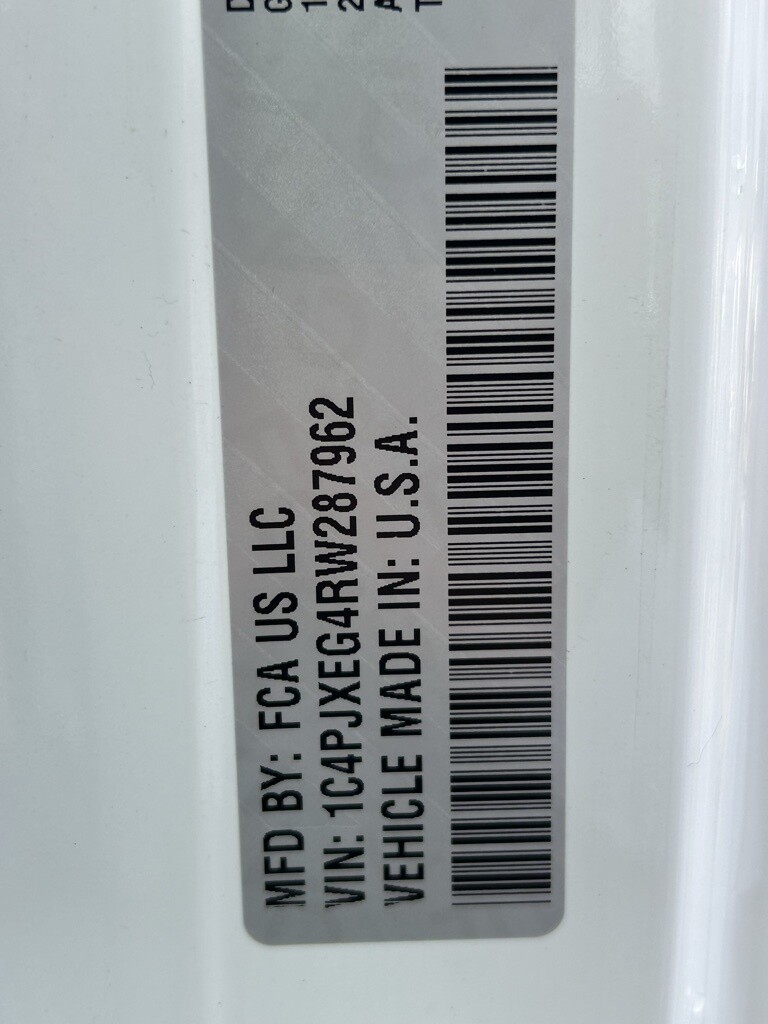 MFD BY: FCA US LLC
VIN: 1C4PJXEG4RW287962
VEHICLE MADE IN: U.S.A.